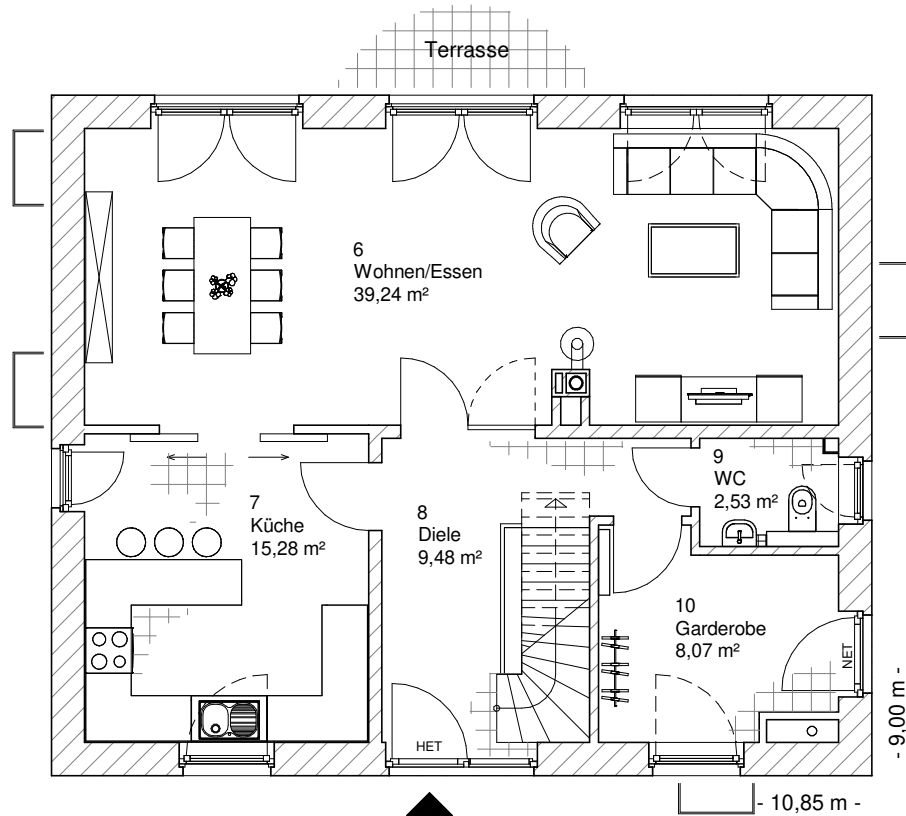 Terrasse
6
Wohnen/Essen
39,24 m²
7
Küche
15,28 m²
8
Diele
9,48 m²
9
WC
2,53 m²
10
Garderobe
8,07 m²
NET
HET
- 9,00 m -
- 10,85 m -